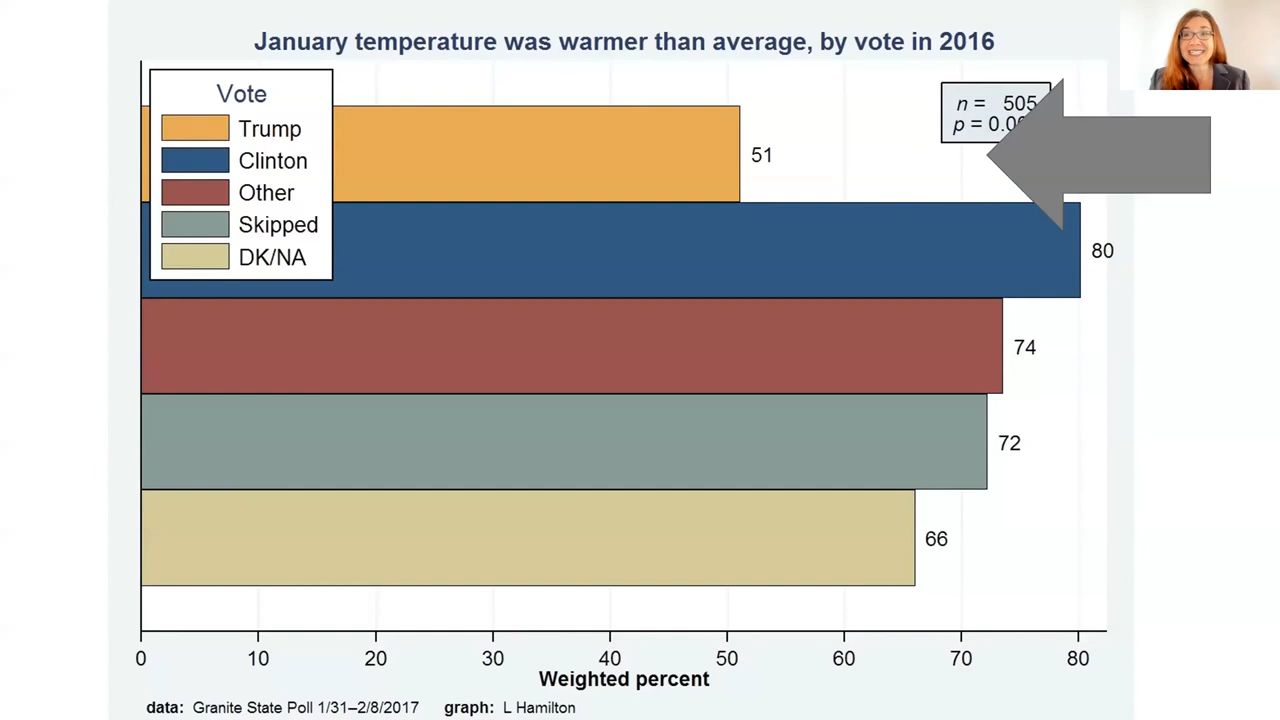 January temperature was warmer than average, by vote in 2016
Vote
Trump
Clinton
Other
Skipped
DK/NA
n = 505
51
80
74
72
66
0 10 20 30 40 50 60 70 80
Weighted percent
data: Granite State Poll 1/31–2/8/2017 graph: L Hamilton